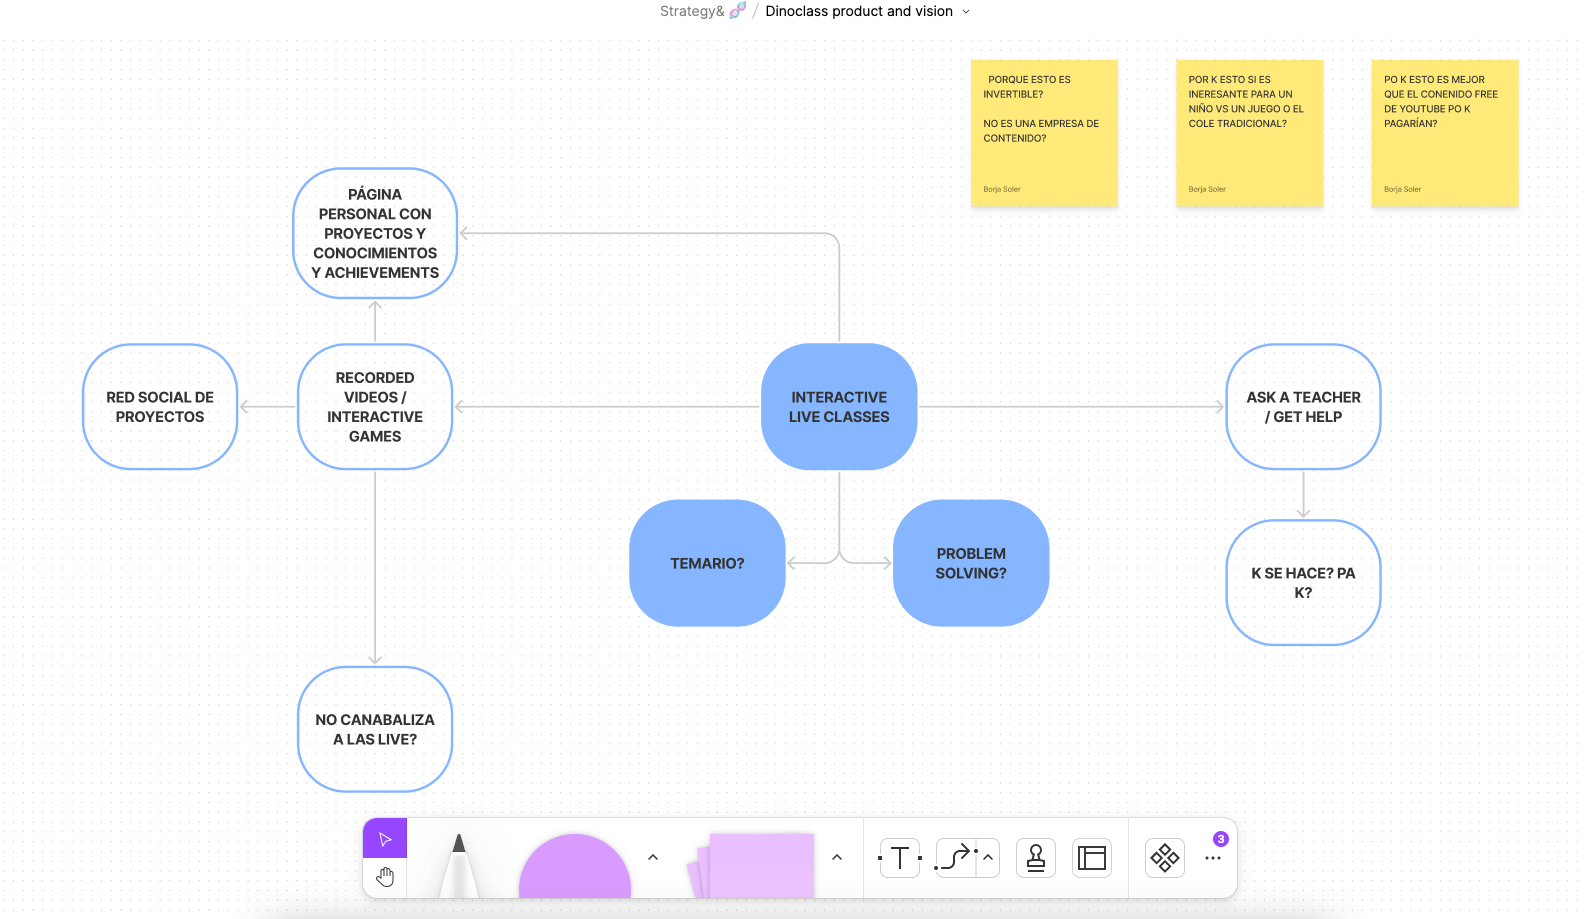 Strategy& 🧬 / Dinoclass product and vision
PORQUE ESTO ES
INVERTIBLE?
NO ES UNA EMPRESA DE
CONTENIDO?
Borja Soler
POR K ESTO SI ES
INERESANTE PARA UN
NIÑO VS UN JUEGO O EL
COLE TRADICIONAL?
Borja Soler
PO K ESTO ES MEJOR
QUE EL CONENIDO FREE
DE YOUTUBE PO K
PAGARÍAN?
Borja Soler
PÁGINA
PERSONAL CON
PROYECTOS Y
CONOCIMIENTOS
Y ACHIEVEMENTS
RED SOCIAL DE
PROYECTOS
RECORDED
VIDEOS /
INTERACTIVE
GAMES
INTERACTIVE
LIVE CLASSES
ASK A TEACHER
/ GET HELP
TEMARIO?
PROBLEM
SOLVING?
K SE HACE? PA
K?
NO CANABALIZA
A LAS LIVE?
T
3